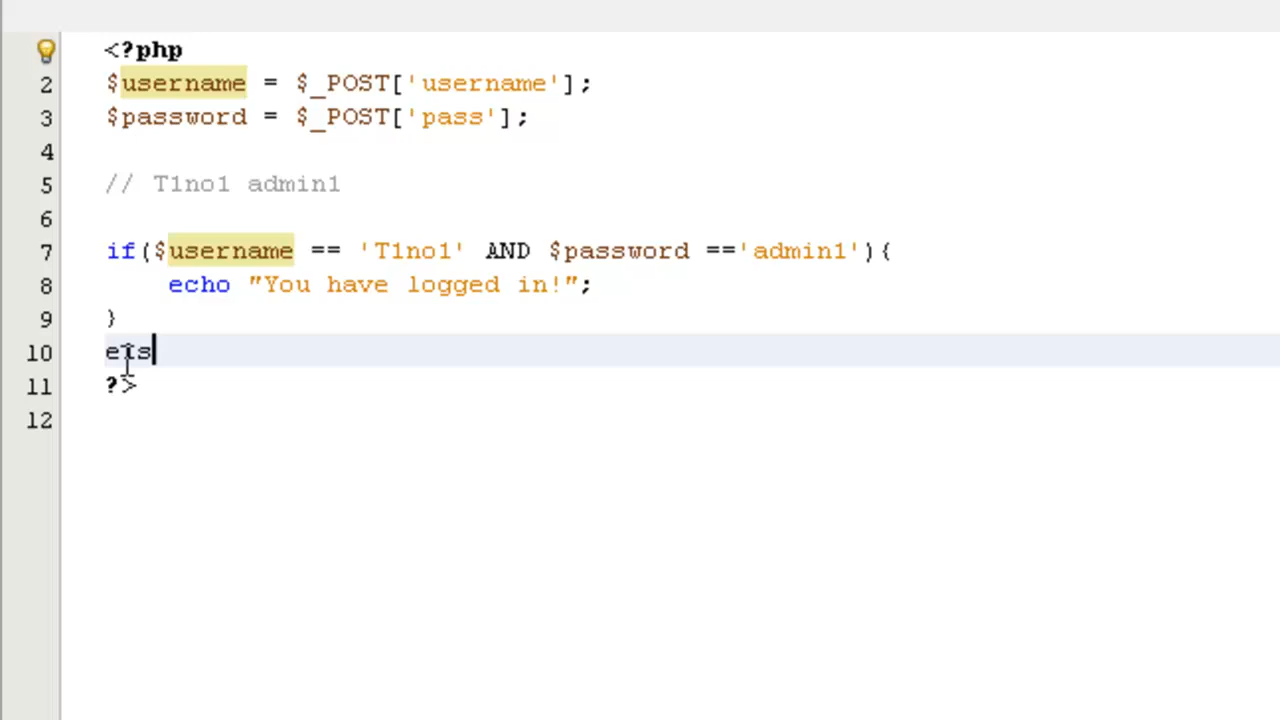 <?php
2 $username = $_POST['username'];
3 $password = $_POST['pass'];
4
5 // T1no1 admin1
6
7 if($username == 'T1no1' AND $password =='admin1'){
8 echo "You have logged in!";
9 }
10 els
11 ?>
12